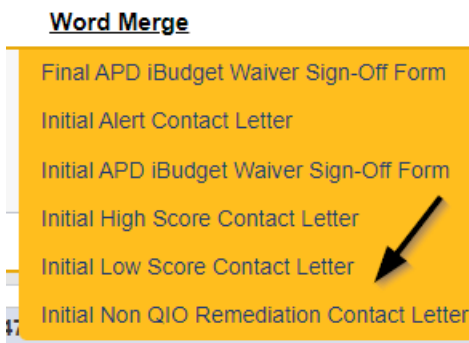 Word Merge
Final APD iBudget Waiver Sign-Off Form
Initial Alert Contact Letter
Initial APD iBudget Waiver Sign-Off Form
Initial High Score Contact Letter
Initial Low Score Contact Letter
Initial Non QIO Remediation Contact Letter